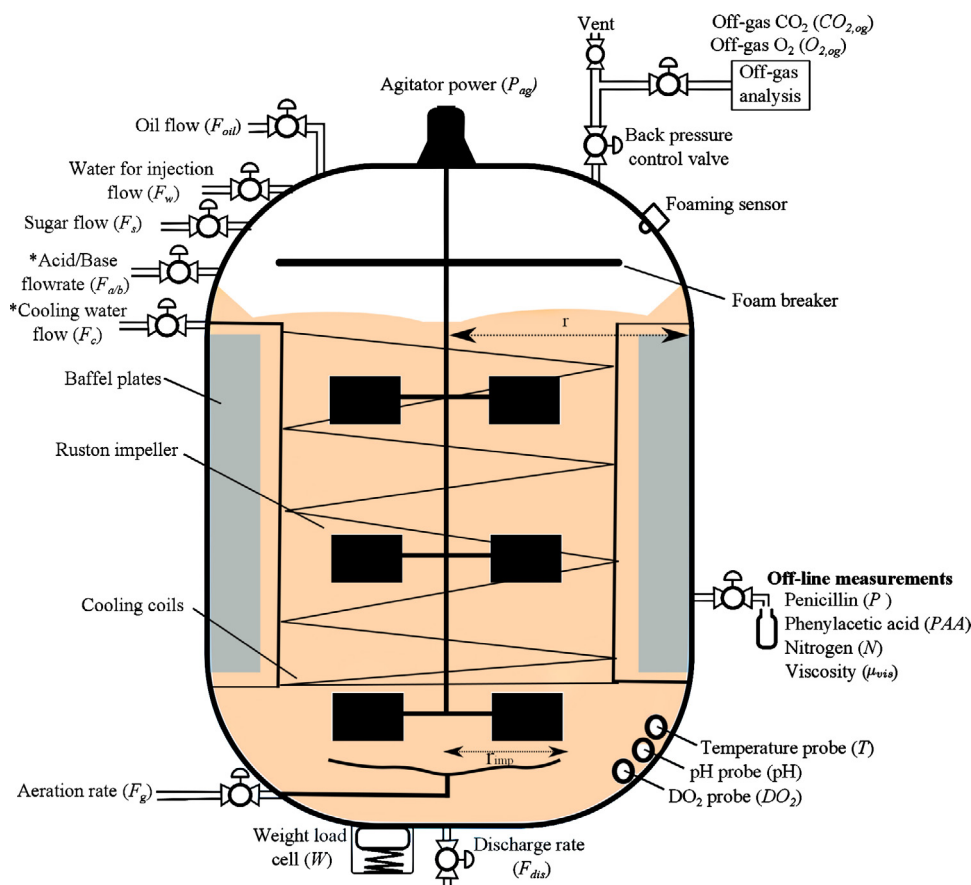 Vent
Off-gas CO₂ (CO₂,og)
Off-gas O₂ (O₂,og)
Off-gas
analysis
Agitator power (Pag)
Back pressure
control valve
Oil flow (Foil)
Water for injection
flow (Fw)
Sugar flow (Fs)
*Acid/Base
flowrate (Fa/b)
*Cooling water
flow (Fc)
Foaming sensor
Foam breaker
r
Baffel plates
Ruston impeller
Cooling coils
Off-line measurements
Penicillin (P )
Phenylacetic acid (PAA)
Nitrogen (N)
Viscosity (μvis)
rimp
Temperature probe (T)
pH probe (pH)
DO₂ probe (DO₂)
Aeration rate (Fg)
Weight load
cell (W)
Discharge rate
(Fdis)